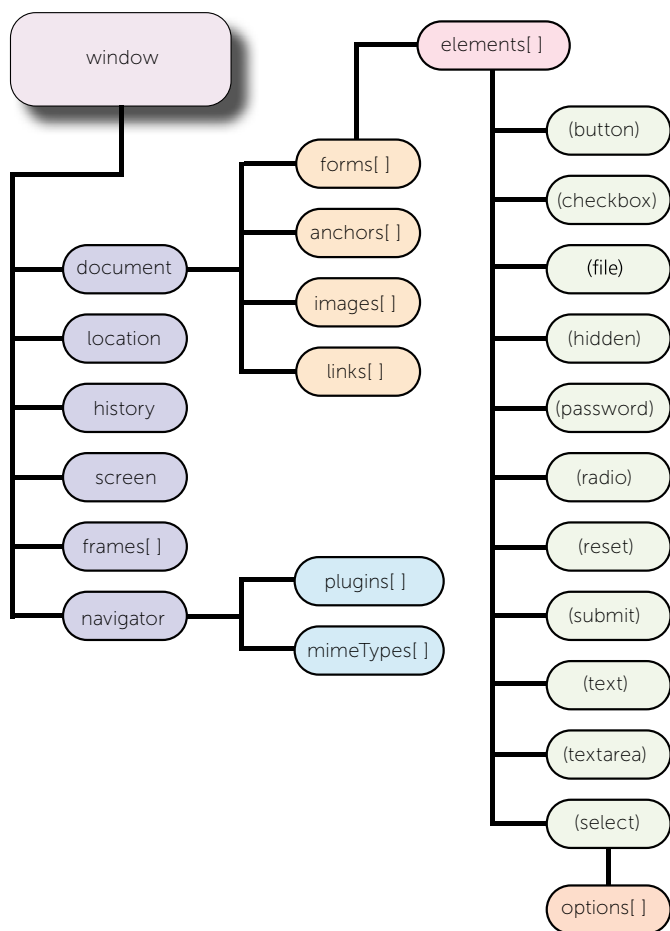 window
document
location
history
screen
frames[ ]
navigator
forms[ ]
anchors[ ]
images[ ]
links[ ]
plugins[ ]
mimeTypes[ ]
elements[ ]
(button)
(checkbox)
(file)
(hidden)
(password)
(radio)
(reset)
(submit)
(text)
(textarea)
(select)
options[ ]